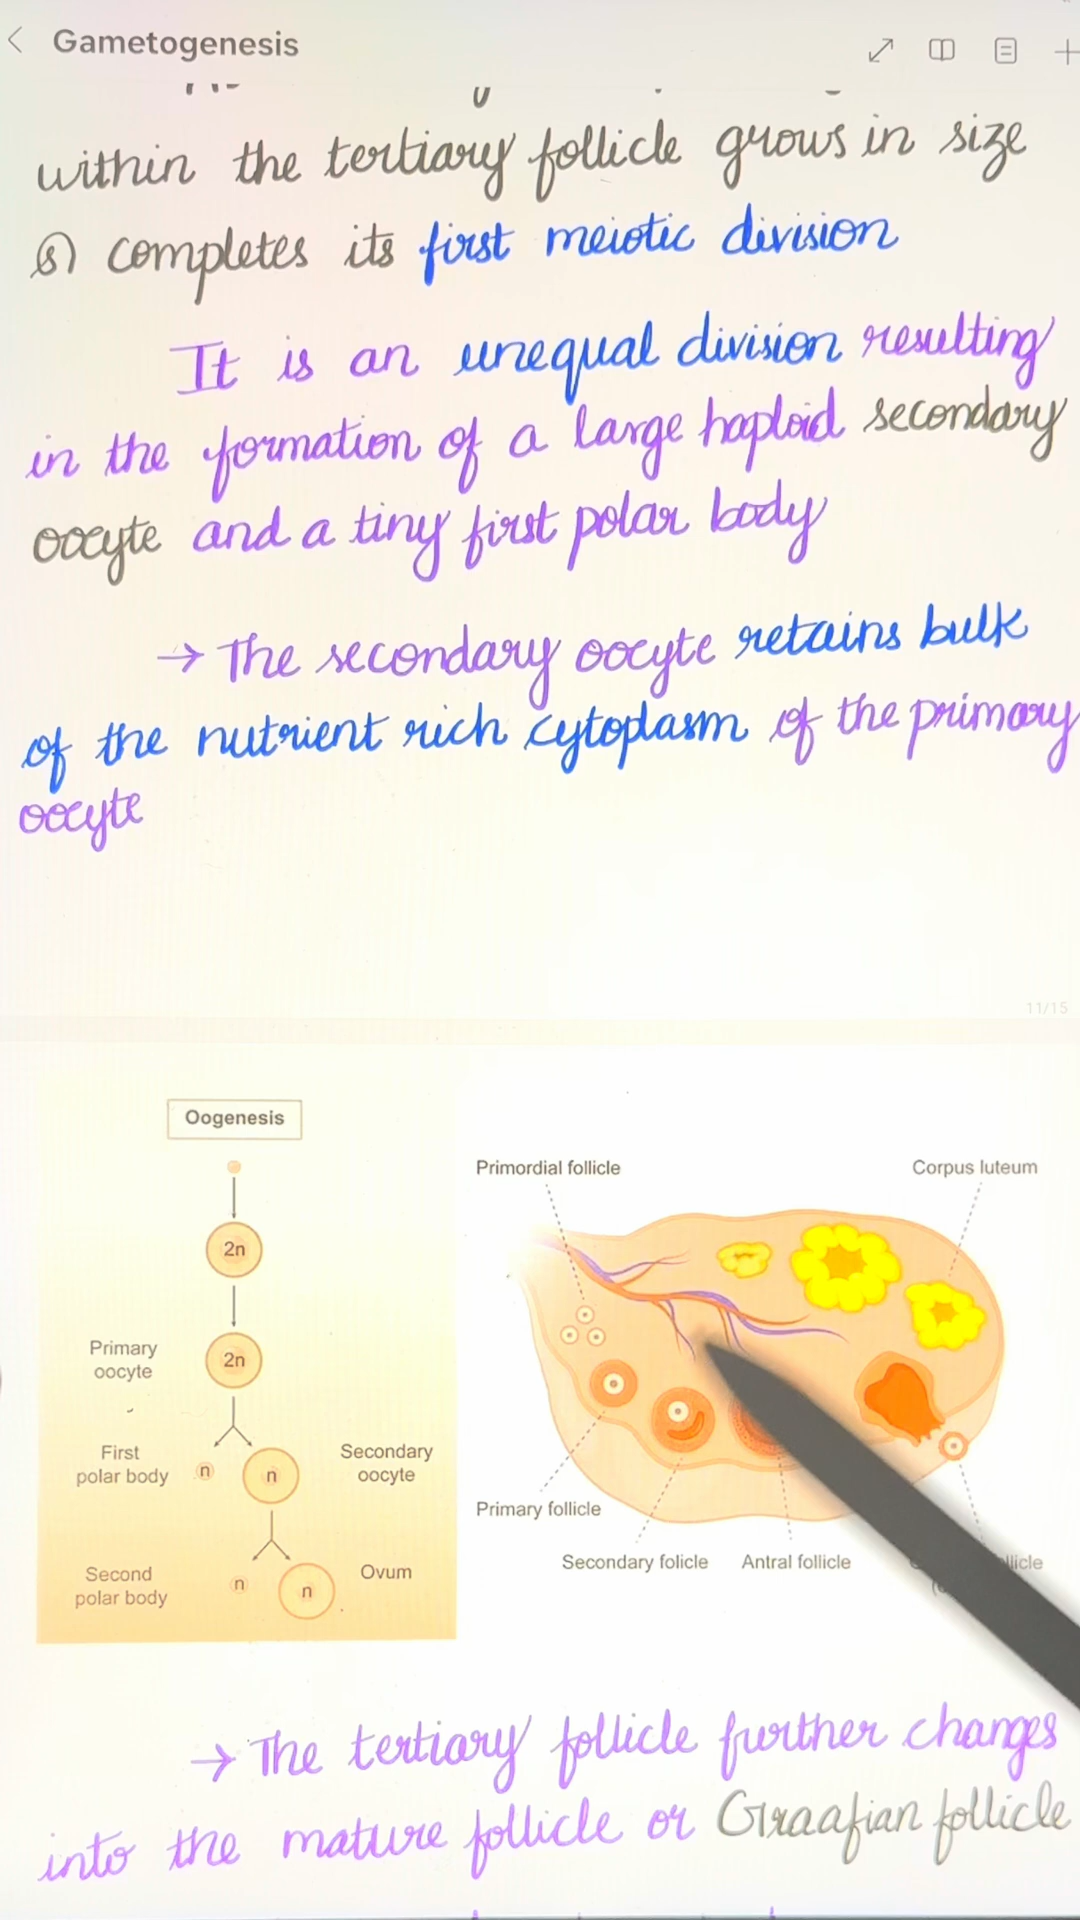 Gametogenesis
within the tertiary follicle grows in size
completes its first meiotic division
It is an unequal division resulting
in the formation of a large haploid secondary
oocyte and a tiny first polar body
→ The secondary oocyte retains bulk
of the nutrient rich cytoplasm of the primary
oocyte
11/15
Oogenesis
2n
Primary
oocyte
2n
First
polar body
n
n
Secondary
oocyte
Second
polar body
n
n
Ovum
Primordial follicle
Corpus luteum
Primary follicle
Secondary folicle
Antral follicle
→ The tertiary follicle further changes
into the mature follicle or Graafian follicle